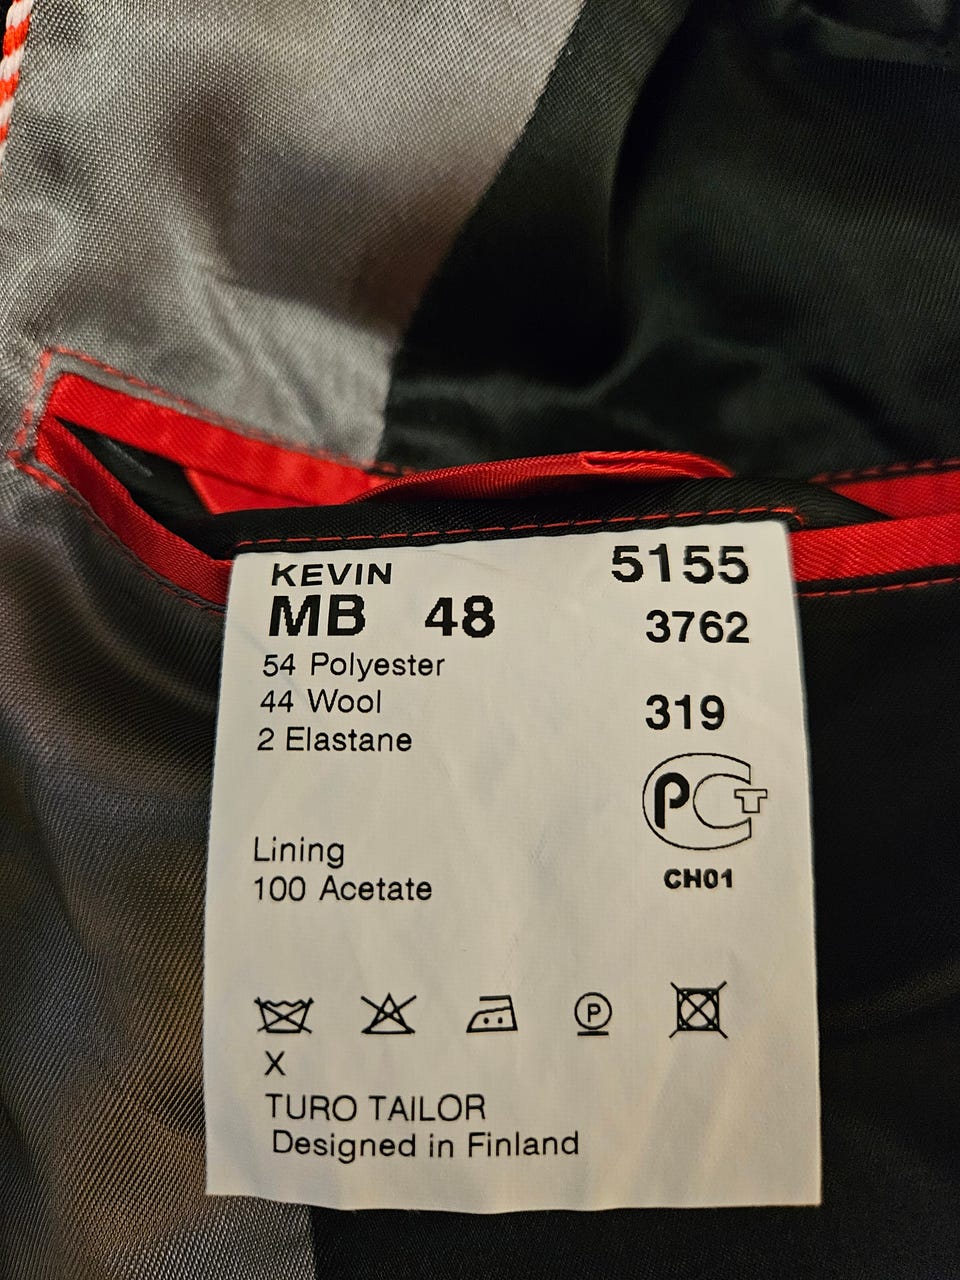 KEVIN 5155
MB 48 3762
54 Polyester
44 Wool 319
2 Elastane
РСТ
Lining
CH01
100 Acetate
P
X
TURO TAILOR
Designed in Finland